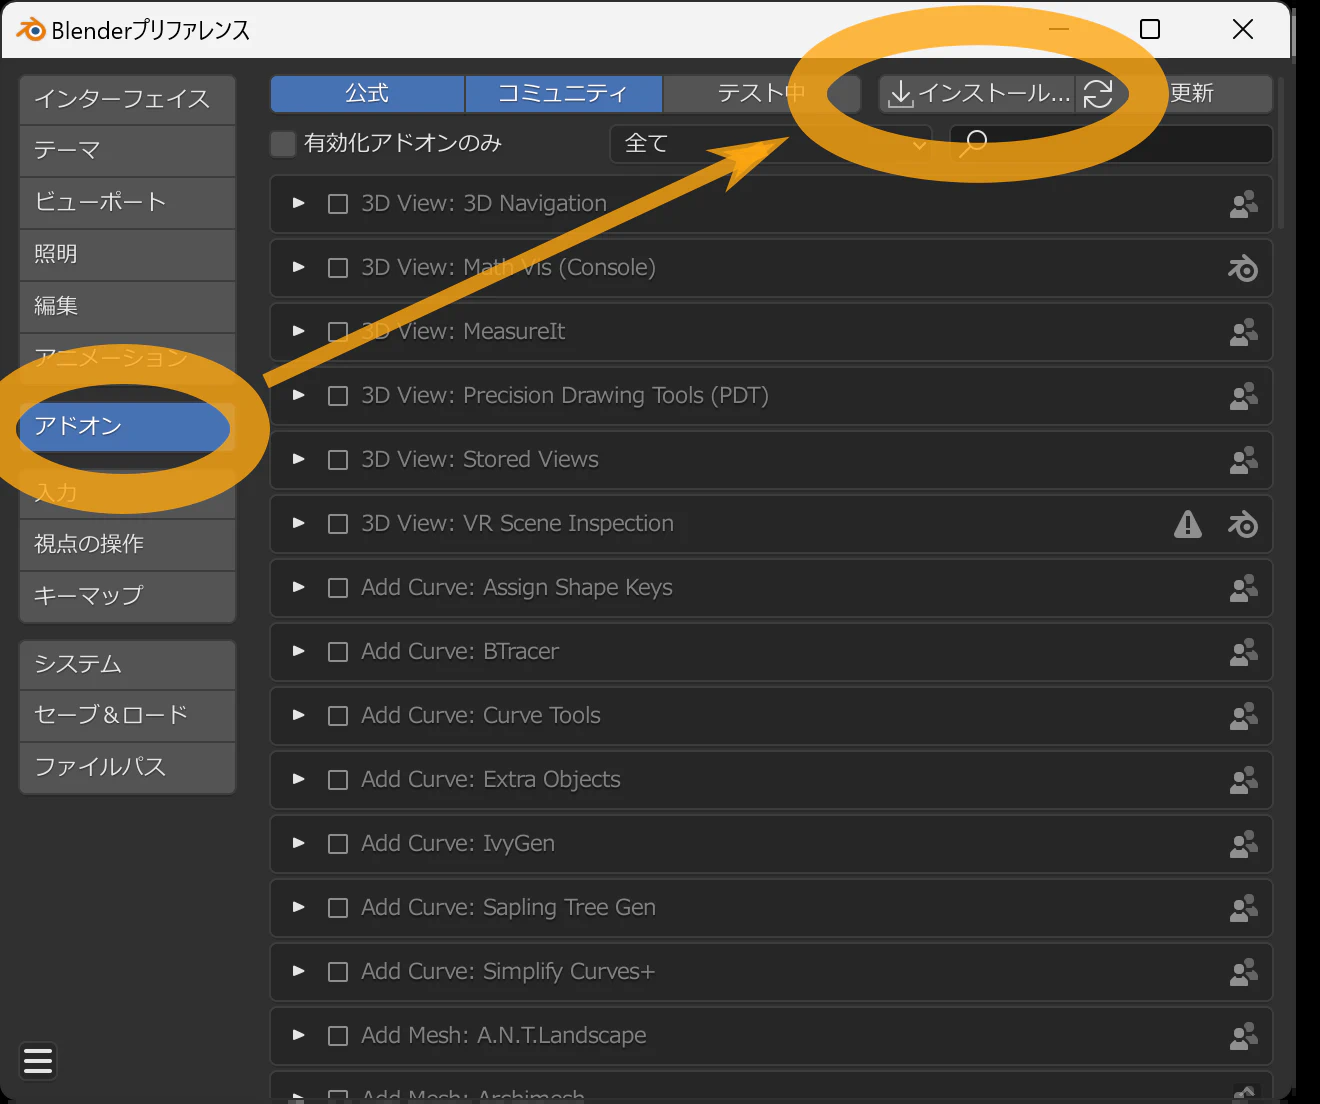 Blenderプリファレンス
インターフェイス
テーマ
ビューポート
照明
編集
アニメーション
アドオン
入力
視点の操作
キーマップ
システム
セーブ＆ロード
ファイルパス
公式 コミュニティ テスト中 インストール... 更新
有効化アドオンのみ 全て
3D View: 3D Navigation
3D View: Math Vis (Console)
3D View: MeasureIt
3D View: Precision Drawing Tools (PDT)
3D View: Stored Views
3D View: VR Scene Inspection
Add Curve: Assign Shape Keys
Add Curve: BTracer
Add Curve: Curve Tools
Add Curve: Extra Objects
Add Curve: IvyGen
Add Curve: Sapling Tree Gen
Add Curve: Simplify Curves+
Add Mesh: A.N.T.Landscape
Add Mesh: Archimesh